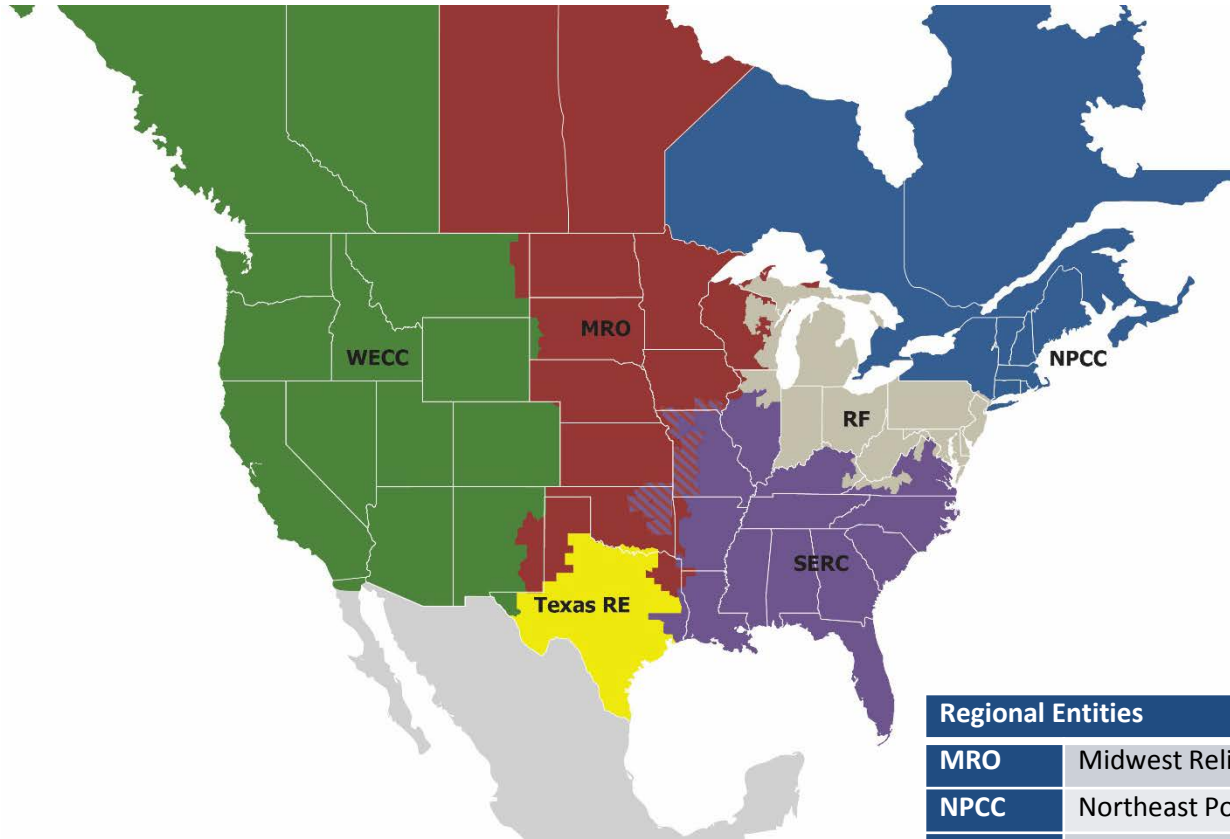 MRO
WECC
NPCC
RF
SERC
Texas RE
Regional Entities
MRO Midwest Reli
NPCC Northeast Po